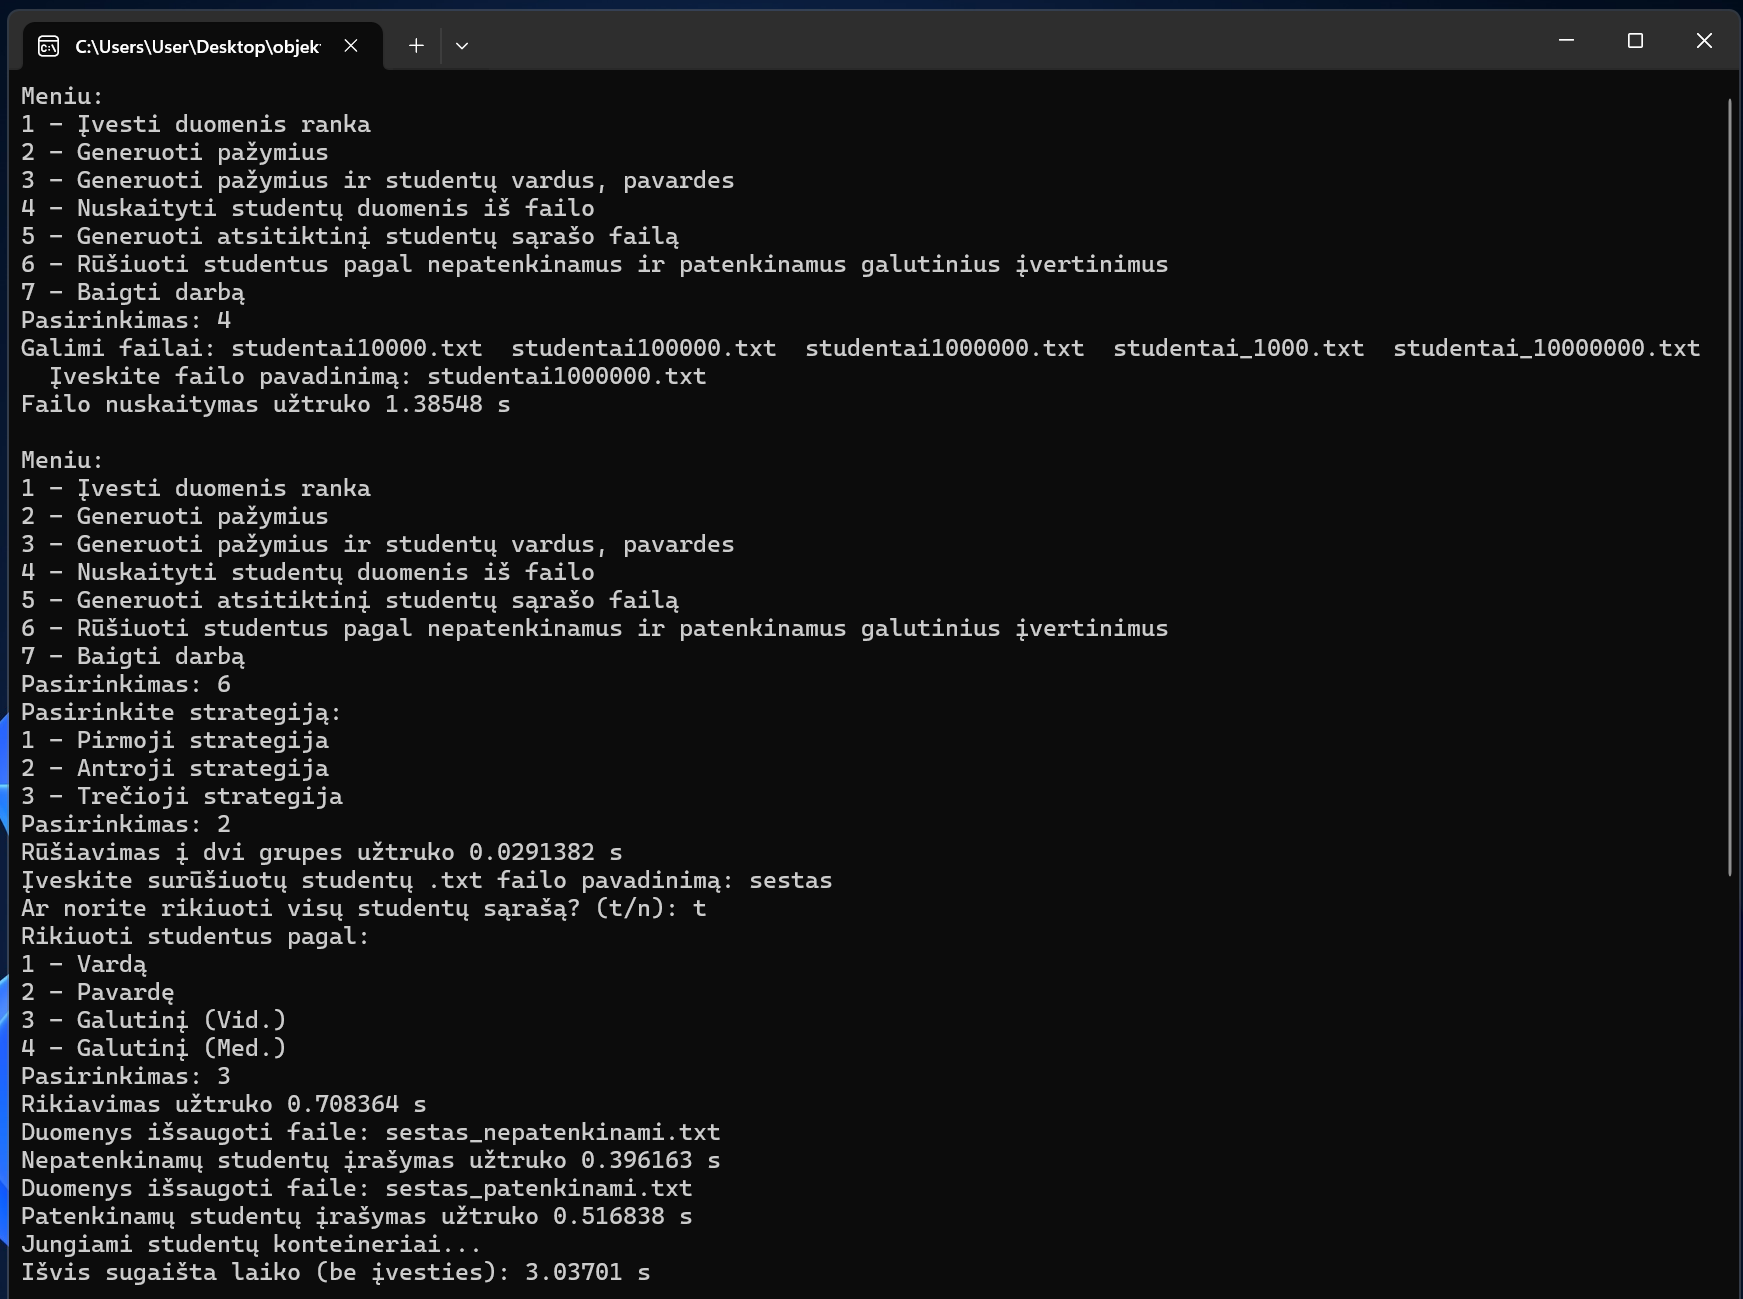 C:\Users\User\Desktop\objek
Meniu:
1 - Įvesti duomenis ranka
2 - Generuoti pažymius
3 - Generuoti pažymius ir studentų vardus, pavardes
4 - Nuskaityti studentų duomenis iš failo
5 - Generuoti atsitiktinį studentų sąrašo failą
6 - Rūšiuoti studentus pagal nepatenkinamus ir patenkinamus galutinius įvertinimus
7 - Baigti darbą
Pasirinkimas: 4
Galimi failai: studentai10000.txt  studentai100000.txt  studentai1000000.txt  studentai_1000.txt  studentai_10000000.txt
  Įveskite failo pavadinimą: studentai1000000.txt
Failo nuskaitymas užtruko 1.38548 s
Meniu:
1 - Įvesti duomenis ranka
2 - Generuoti pažymius
3 - Generuoti pažymius ir studentų vardus, pavardes
4 - Nuskaityti studentų duomenis iš failo
5 - Generuoti atsitiktinį studentų sąrašo failą
6 - Rūšiuoti studentus pagal nepatenkinamus ir patenkinamus galutinius įvertinimus
7 - Baigti darbą
Pasirinkimas: 6
Pasirinkite strategiją:
1 - Pirmoji strategija
2 - Antroji strategija
3 - Trečioji strategija
Pasirinkimas: 2
Rūšiavimas į dvi grupes užtruko 0.0291382 s
Įveskite surūšiuotų studentų .txt failo pavadinimą: sestas
Ar norite rikiuoti visų studentų sąrašą? (t/n): t
Rikiuoti studentus pagal:
1 - Vardą
2 - Pavardę
3 - Galutinį (Vid.)
4 - Galutinį (Med.)
Pasirinkimas: 3
Rikiavimas užtruko 0.708364 s
Duomenys išsaugoti faile: sestas_nepatenkinami.txt
Nepatenkinamų studentų įrašymas užtruko 0.396163 s
Duomenys išsaugoti faile: sestas_patenkinami.txt
Patenkinamų studentų įrašymas užtruko 0.516838 s
Jungiami studentų konteineriai...
Išvis sugaišta laiko (be įvesties): 3.03701 s